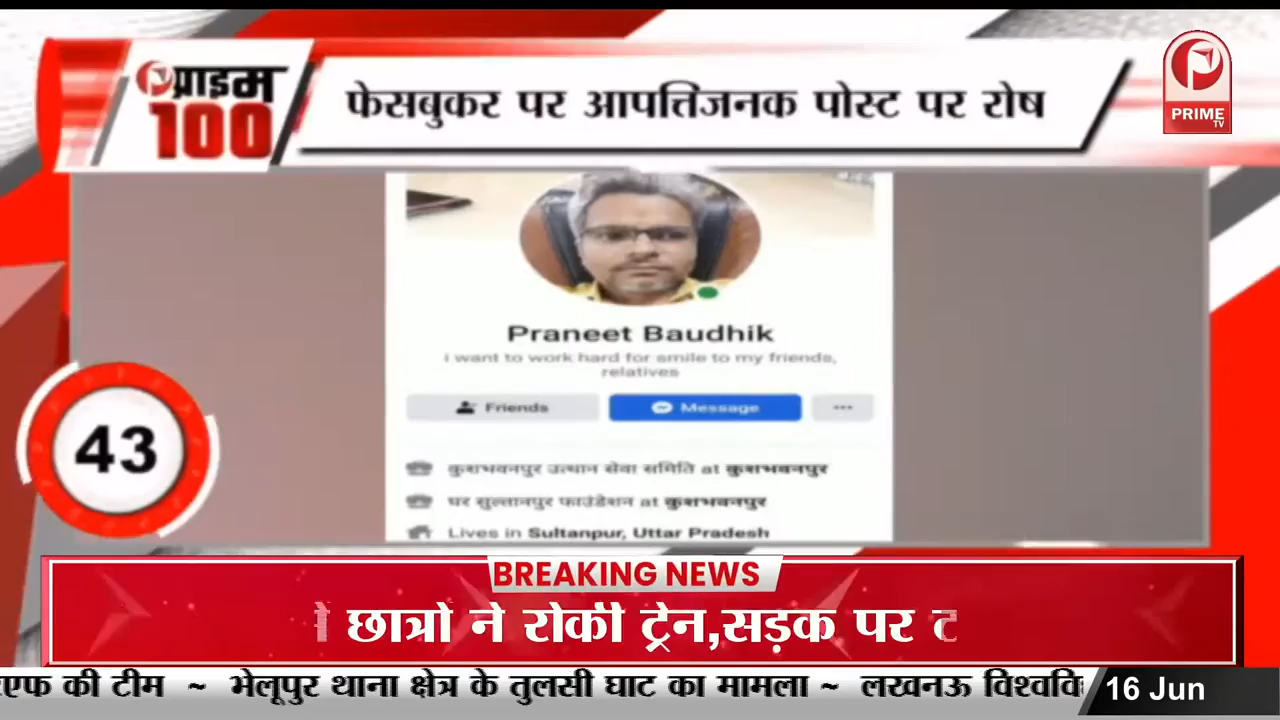 प्राइम
100
फेसबुकर पर आपत्तिजनक पोस्ट पर रोष
PRIME
TV
Praneet Baudhik
I want to work hard for smile to my friends,
relatives
Friends
Message
कुशभवनपुर उत्थान सेवा समिति at कुशभवनपुर
घर सुल्तानपुर फाउंडेशन at कुशभवनपुर
Lives in Sultanpur, Uttar Pradesh
43
BREAKING NEWS
छात्रों ने रोकी ट्रेन,सड़क पर
की टीम ~ भेलूपुर थाना क्षेत्र के तुलसी घाट का मामला ~ लखनऊ
16 Jun